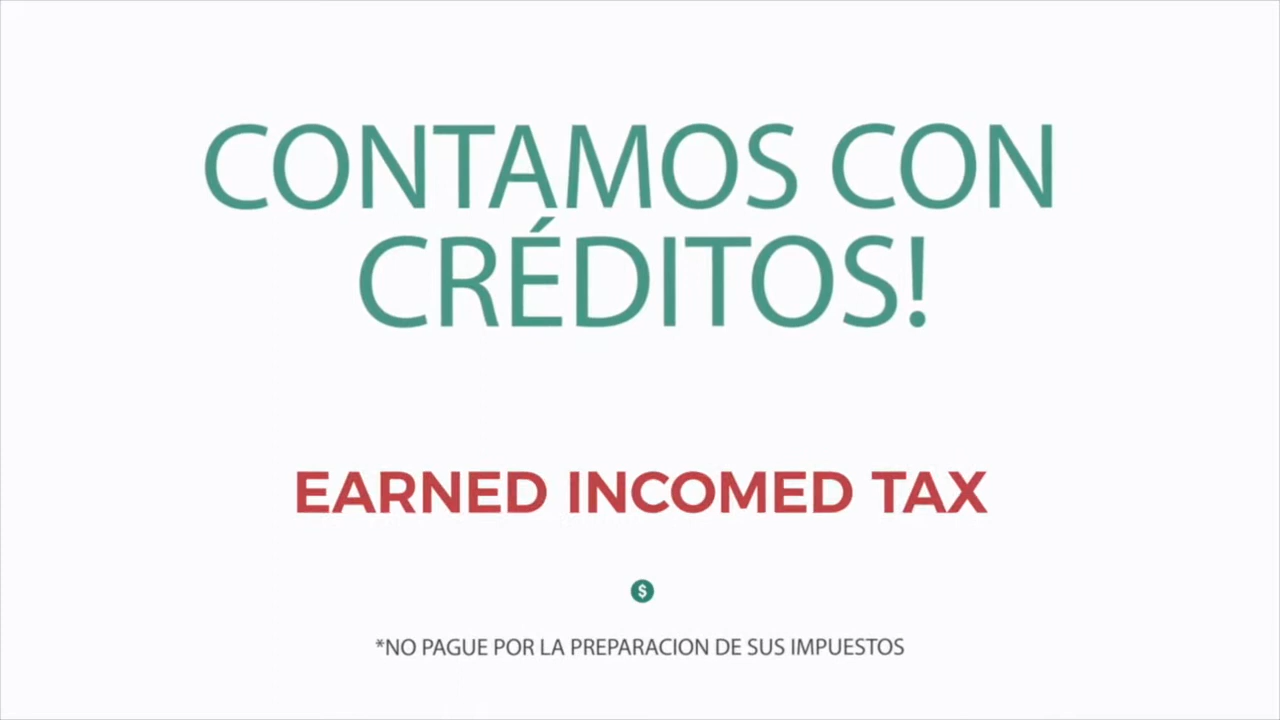 CONTAMOS CON
CRÉDITOS!
EARNED INCOMED TAX
$
*NO PAGUE POR LA PREPARACION DE SUS IMPUESTOS